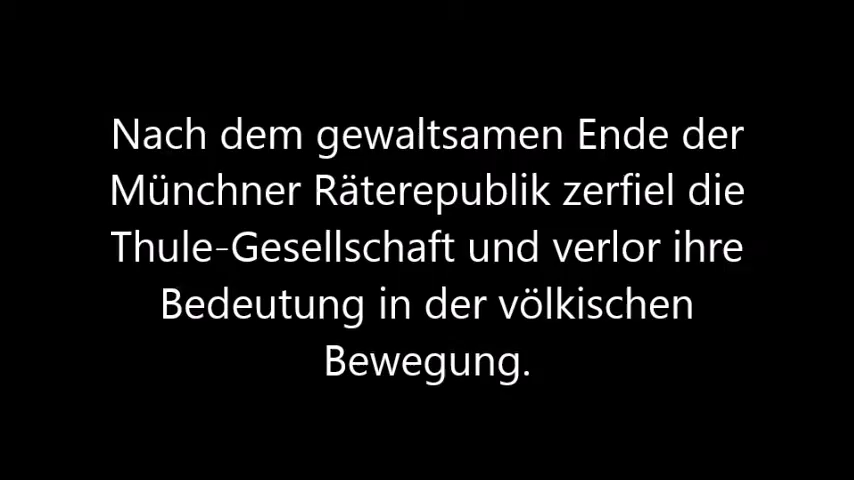 Nach dem gewaltsamen Ende der
Münchner Räterepublik zerfiel die
Thule-Gesellschaft und verlor ihre
Bedeutung in der völkischen
Bewegung.